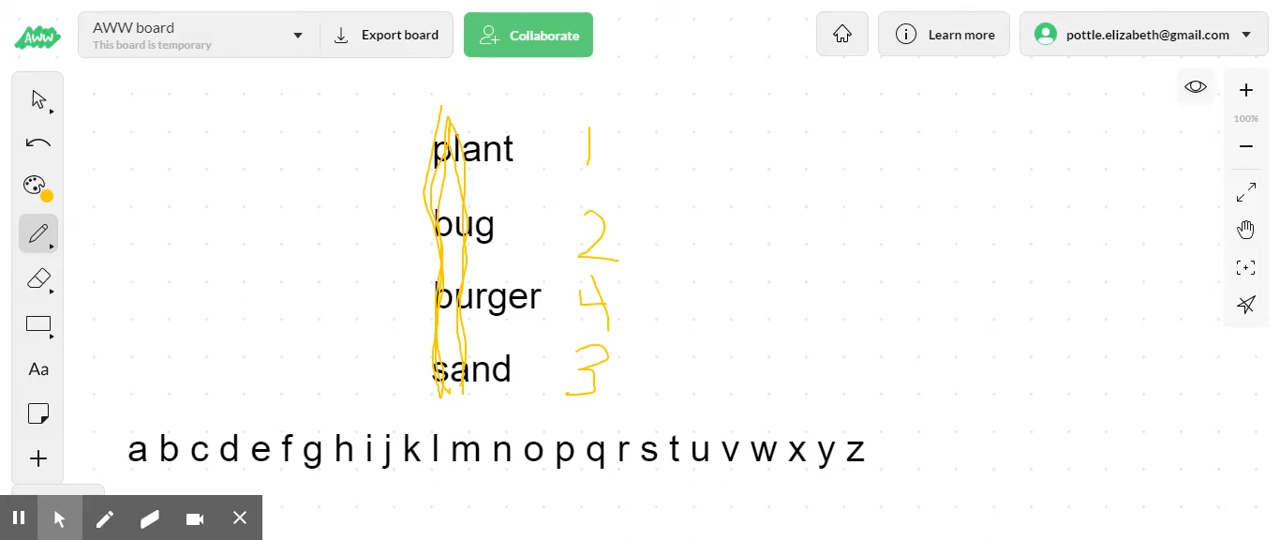 AWW
AWW board
This board is temporary
Export board
Collaborate
Learn more
pottle.elizabeth@gmail.com
100%
plant 1
bug 2
burger 4
sand 3
Aa
a b c d e f g h i j k l m n o p q r s t u v w x y z